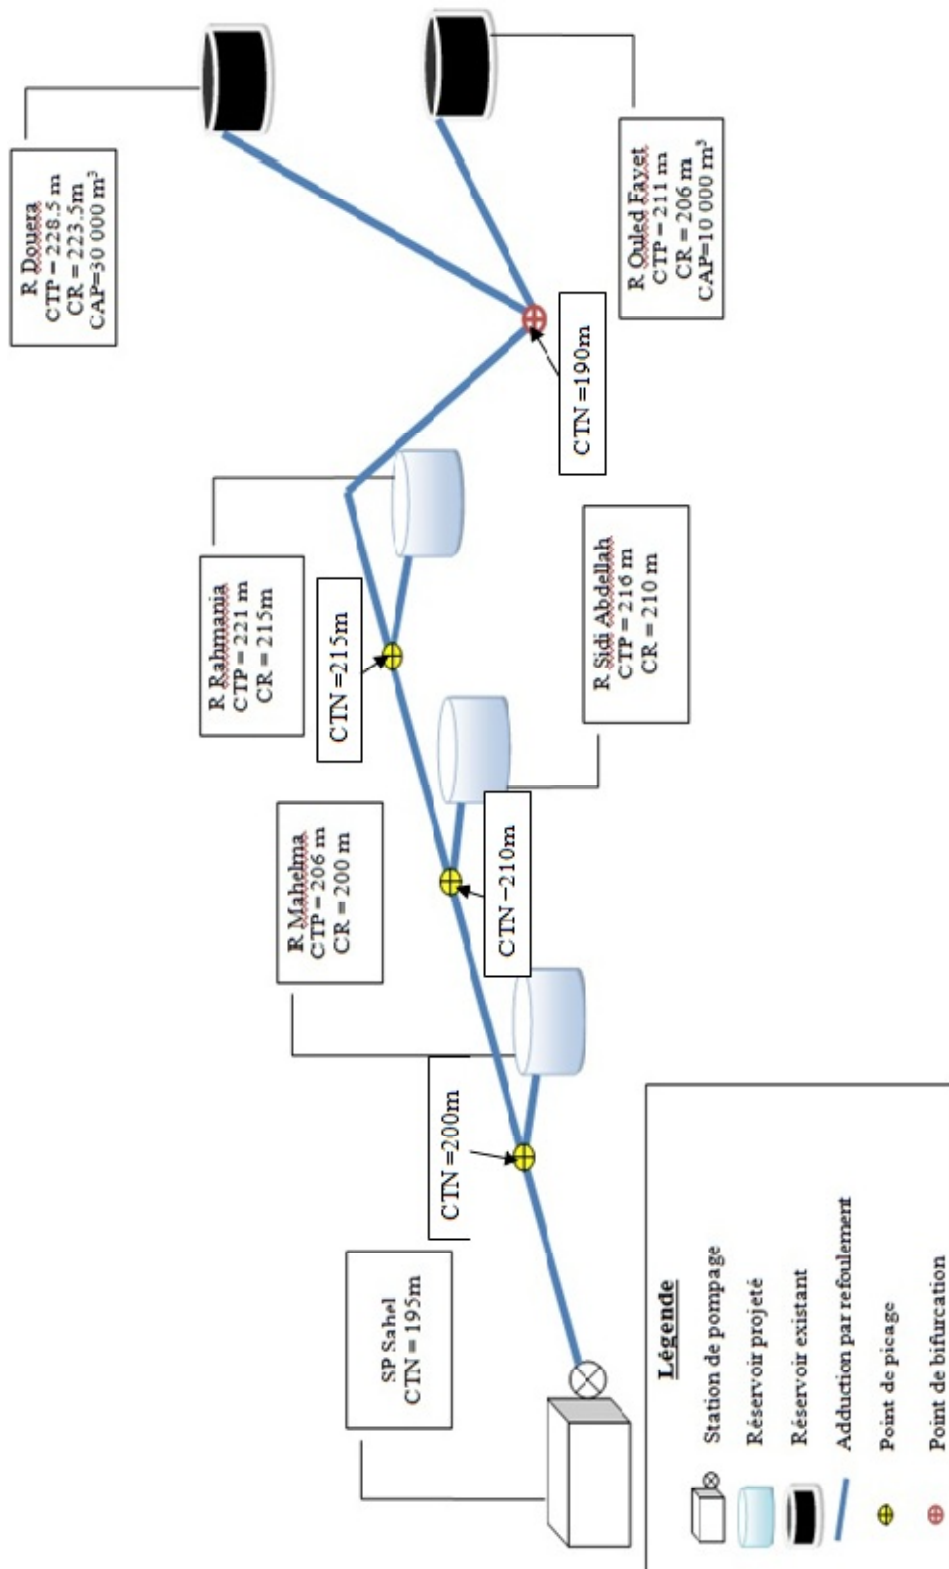 R Douera
CTP = 228.5 m
CR = 223.5m
CAP=30 000 m³
R Ouled Fayet
CTP = 211 m
CR = 206 m
CAP=10 000 m³
CTN =190m
R Rahmania
CTP= 221 m
CR = 215m
CTN =215m
R Sidi Abdellah
CTP = 216 m
CR = 210 m
R Mahelma
CTP = 206 m
CR = 200 m
CTN =210m
CTN =200m
SP Sahel
CTN = 195m
Légende
Station de pompage
Réservoir projeté
Réservoir existant
Adduction par refoulement
Point de picage
Point de bifurcation